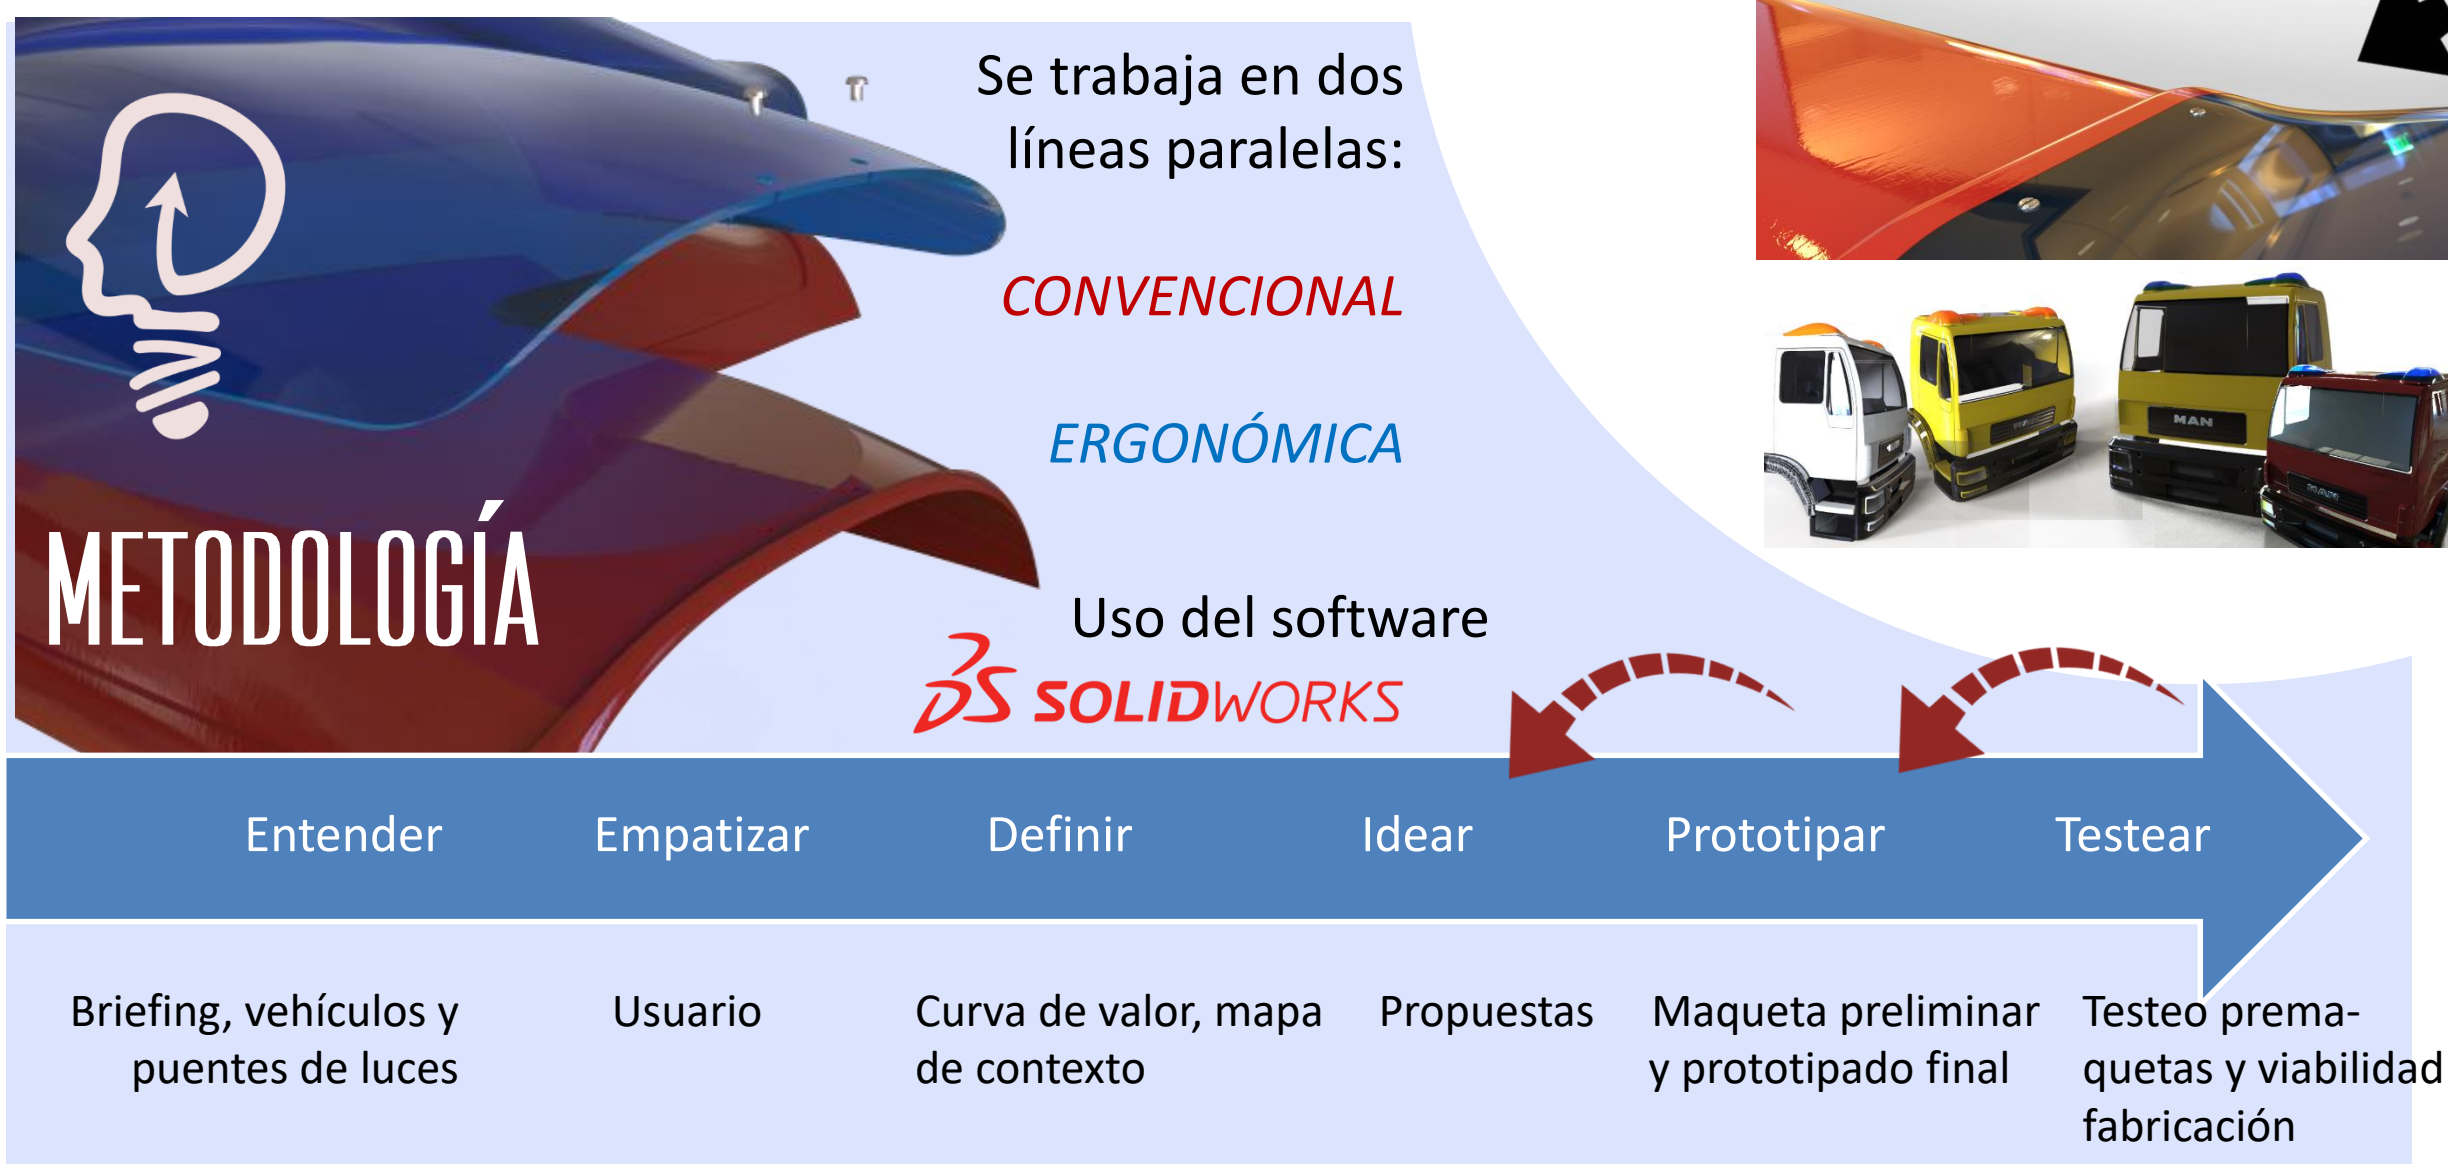 Se trabaja en dos
líneas paralelas:
CONVENCIONAL
ERGONÓMICA
METODOLOGÍA
Uso del software
3DS SOLIDWORKS
MAN
MAN
Entender
Empatizar
Definir
Idear
Prototipar
Testear
Briefing, vehículos y
puentes de luces
Usuario
Curva de valor, mapa
de contexto
Propuestas
Maqueta preliminar
y prototipado final
Testeo prema-
quetas y viabilidad
fabricación